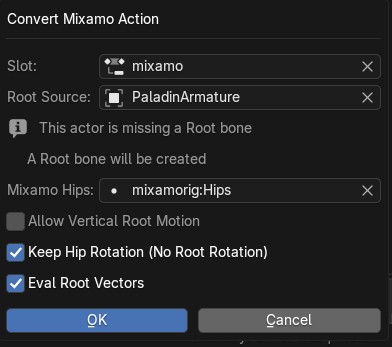 Convert Mixamo Action
Slot: mixamo
Root Source: PaladinArmature
This actor is missing a Root bone
A Root bone will be created
Mixamo Hips: mixamorig:Hips
Allow Vertical Root Motion
Keep Hip Rotation (No Root Rotation)
Eval Root Vectors
OK Cancel